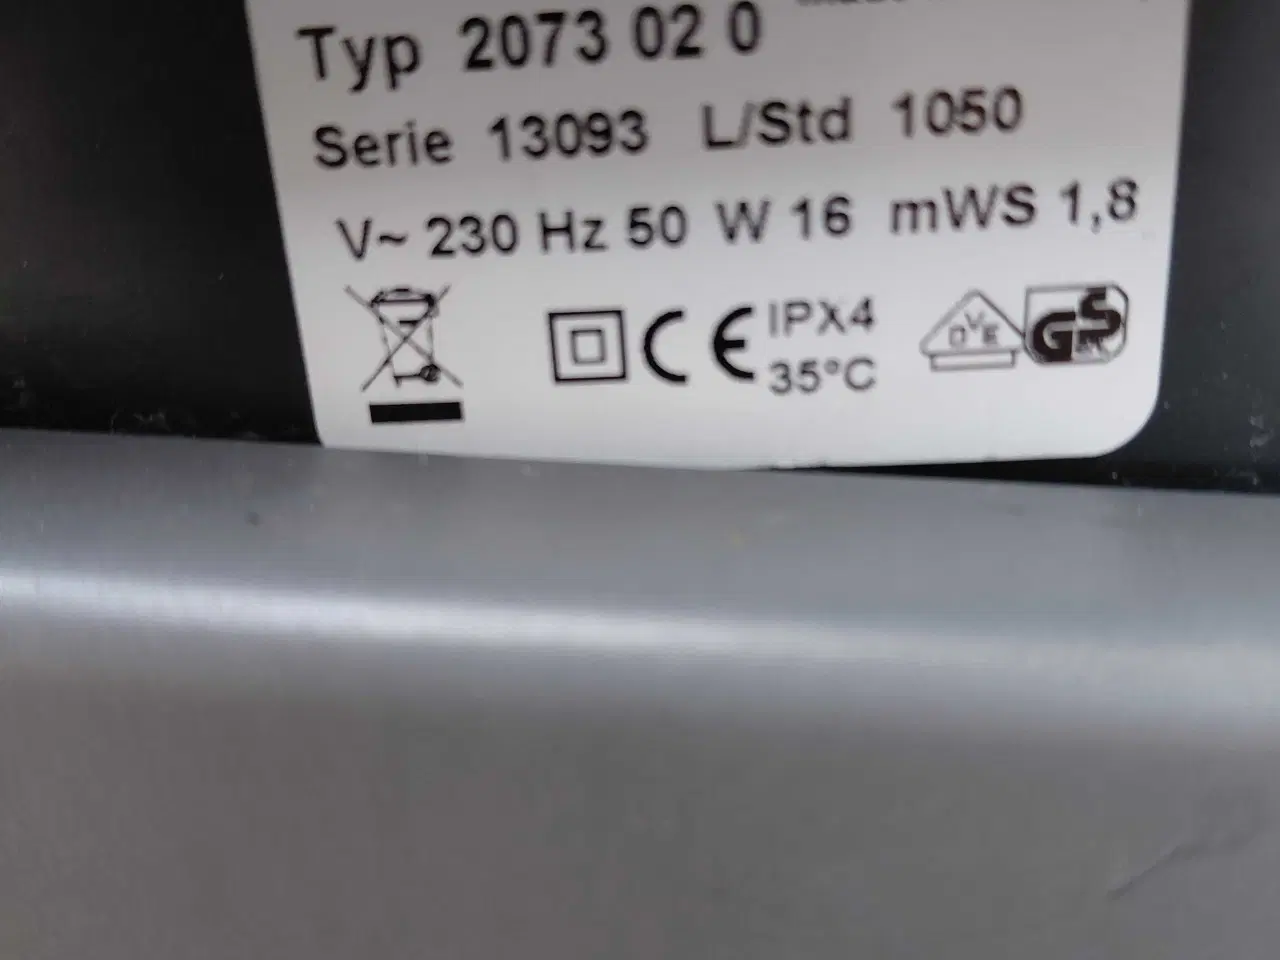 Typ 2073 02 0
Serie 13093 L/Std 1050
V~ 230 Hz 50 W 16 mWS 1,8
CE IPX4
35°C
OVE
GS